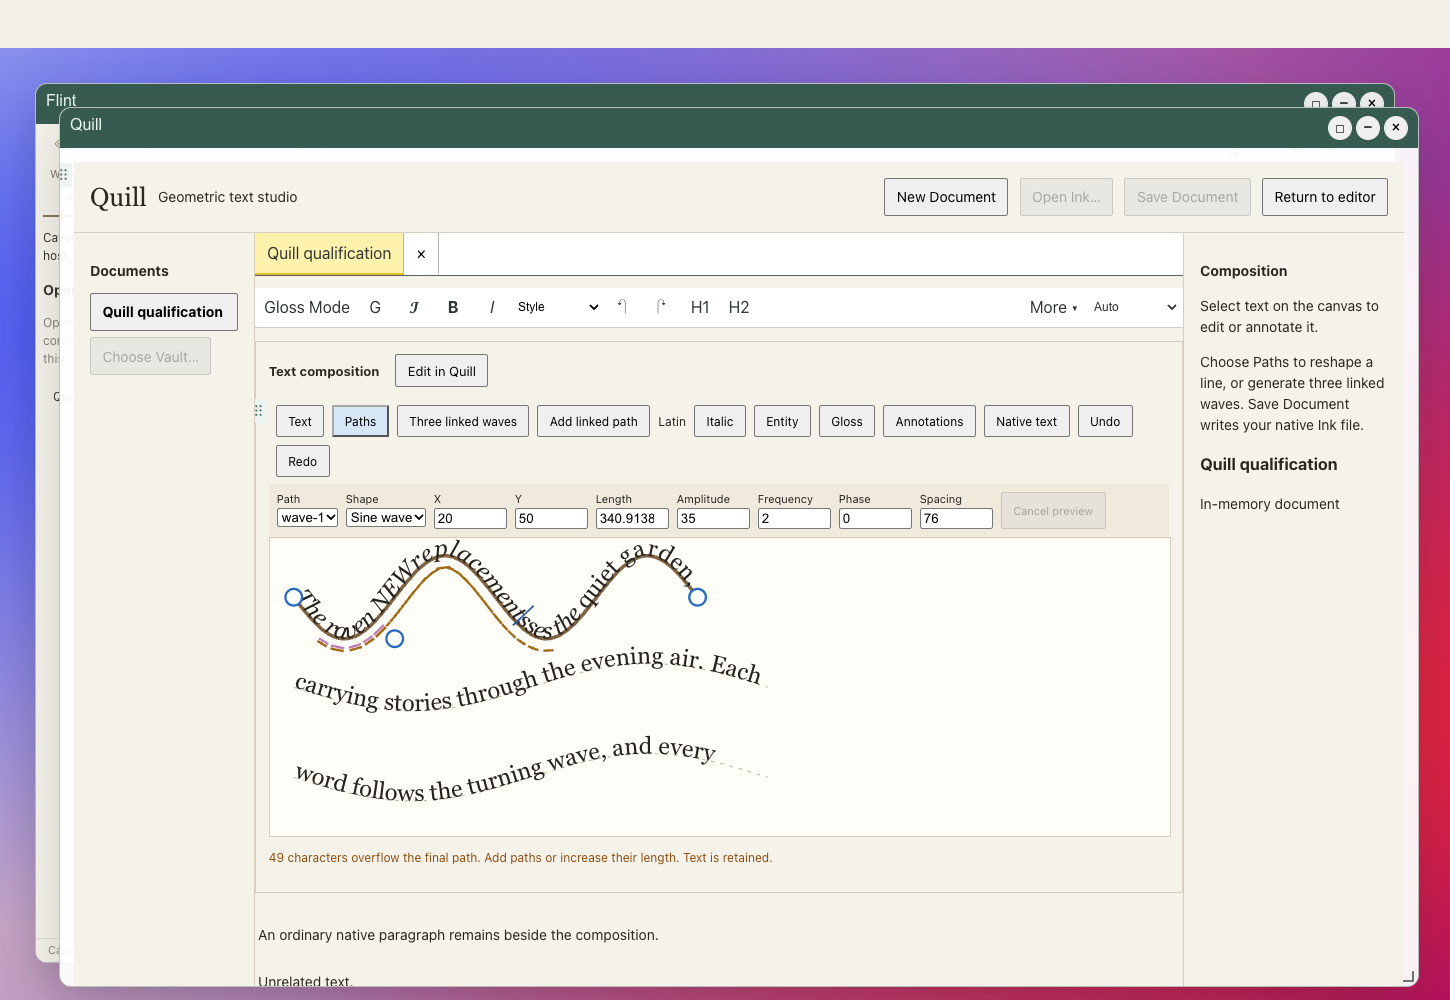 Flint
Quill
Quill Geometric text studio
New Document Open Ink... Save Document Return to editor
Documents
Quill qualification
Choose Vault...
Quill qualification ×
Gloss Mode G ℐ B I Style H1 H2 More ▾ Auto
Text composition Edit in Quill
Text Paths Three linked waves Add linked path Latin Italic Entity Gloss Annotations Native text Undo
Redo
Path Shape X Y Length Amplitude Frequency Phase Spacing
wave-1 Sine wave 20 50 340.9138 35 2 0 76 Cancel preview
The raven NEWreplacementsses the quiet garden,
carrying stories through the evening air. Each
word follows the turning wave, and every
49 characters overflow the final path. Add paths or increase their length. Text is retained.
An ordinary native paragraph remains beside the composition.
Unrelated text.
Composition
Select text on the canvas to
edit or annotate it.
Choose Paths to reshape a
line, or generate three linked
waves. Save Document
writes your native Ink file.
Quill qualification
In-memory document